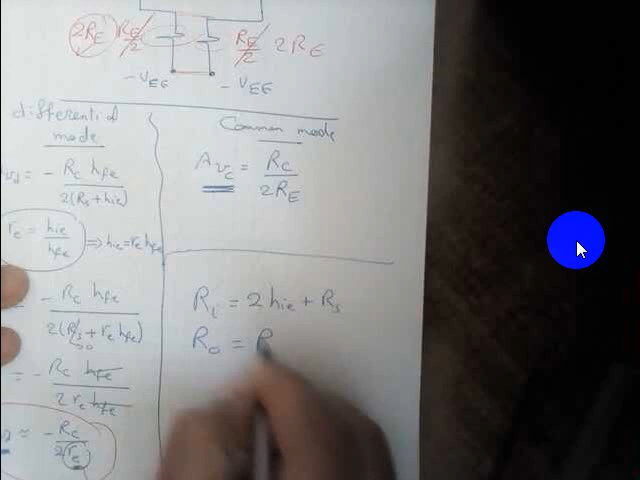 2RE RE/2 RE/2 2RE
-VEE -VEE
differential
mode
Common mode
= - Rc hfe / 2(Rs+hie)
Avc = Rc / 2RE
re = hie / hfe => hie = re hfe
- Rc hfe / 2(Rs + re hfe)
= - Rc hfe / 2 re hfe
≈ - Rc / 2 re
Ri = 2 hie + Rs
Ro = R